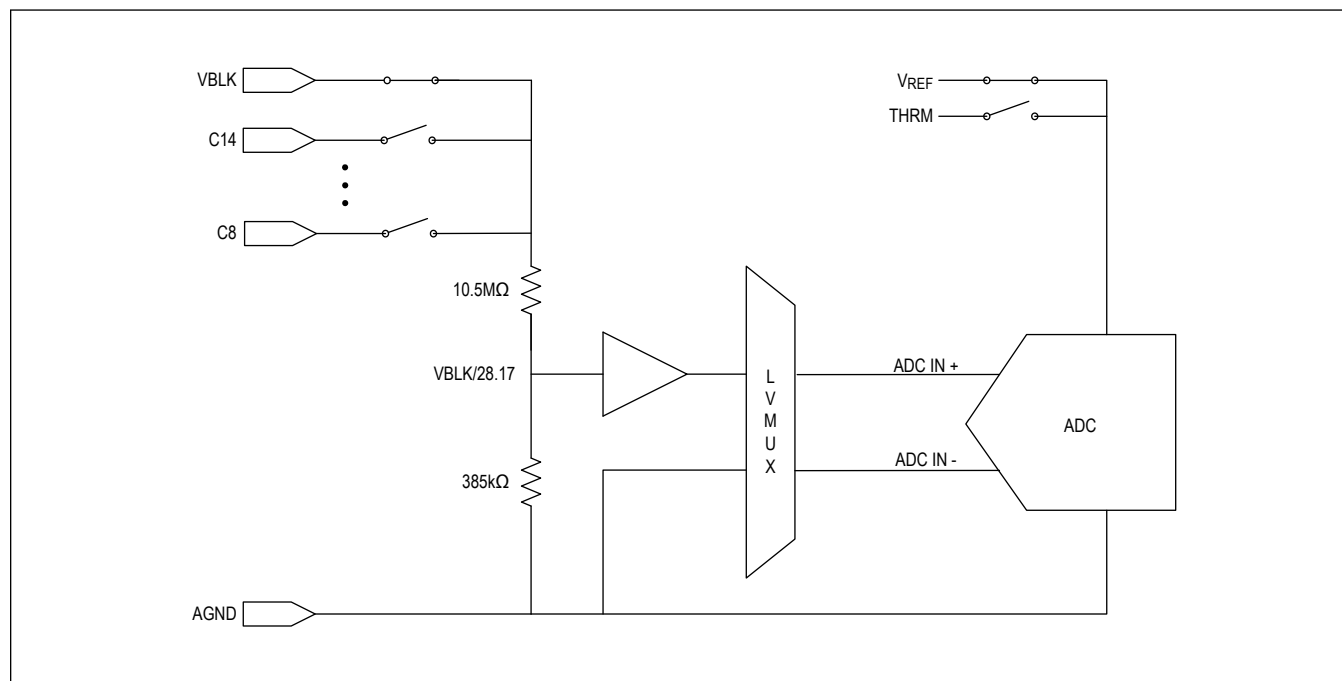 VBLK
VREF
THRM
C14
C8
10.5MΩ
VBLK/28.17
L
V
M
U
X
ADC IN +
ADC
ADC IN -
385kΩ
AGND